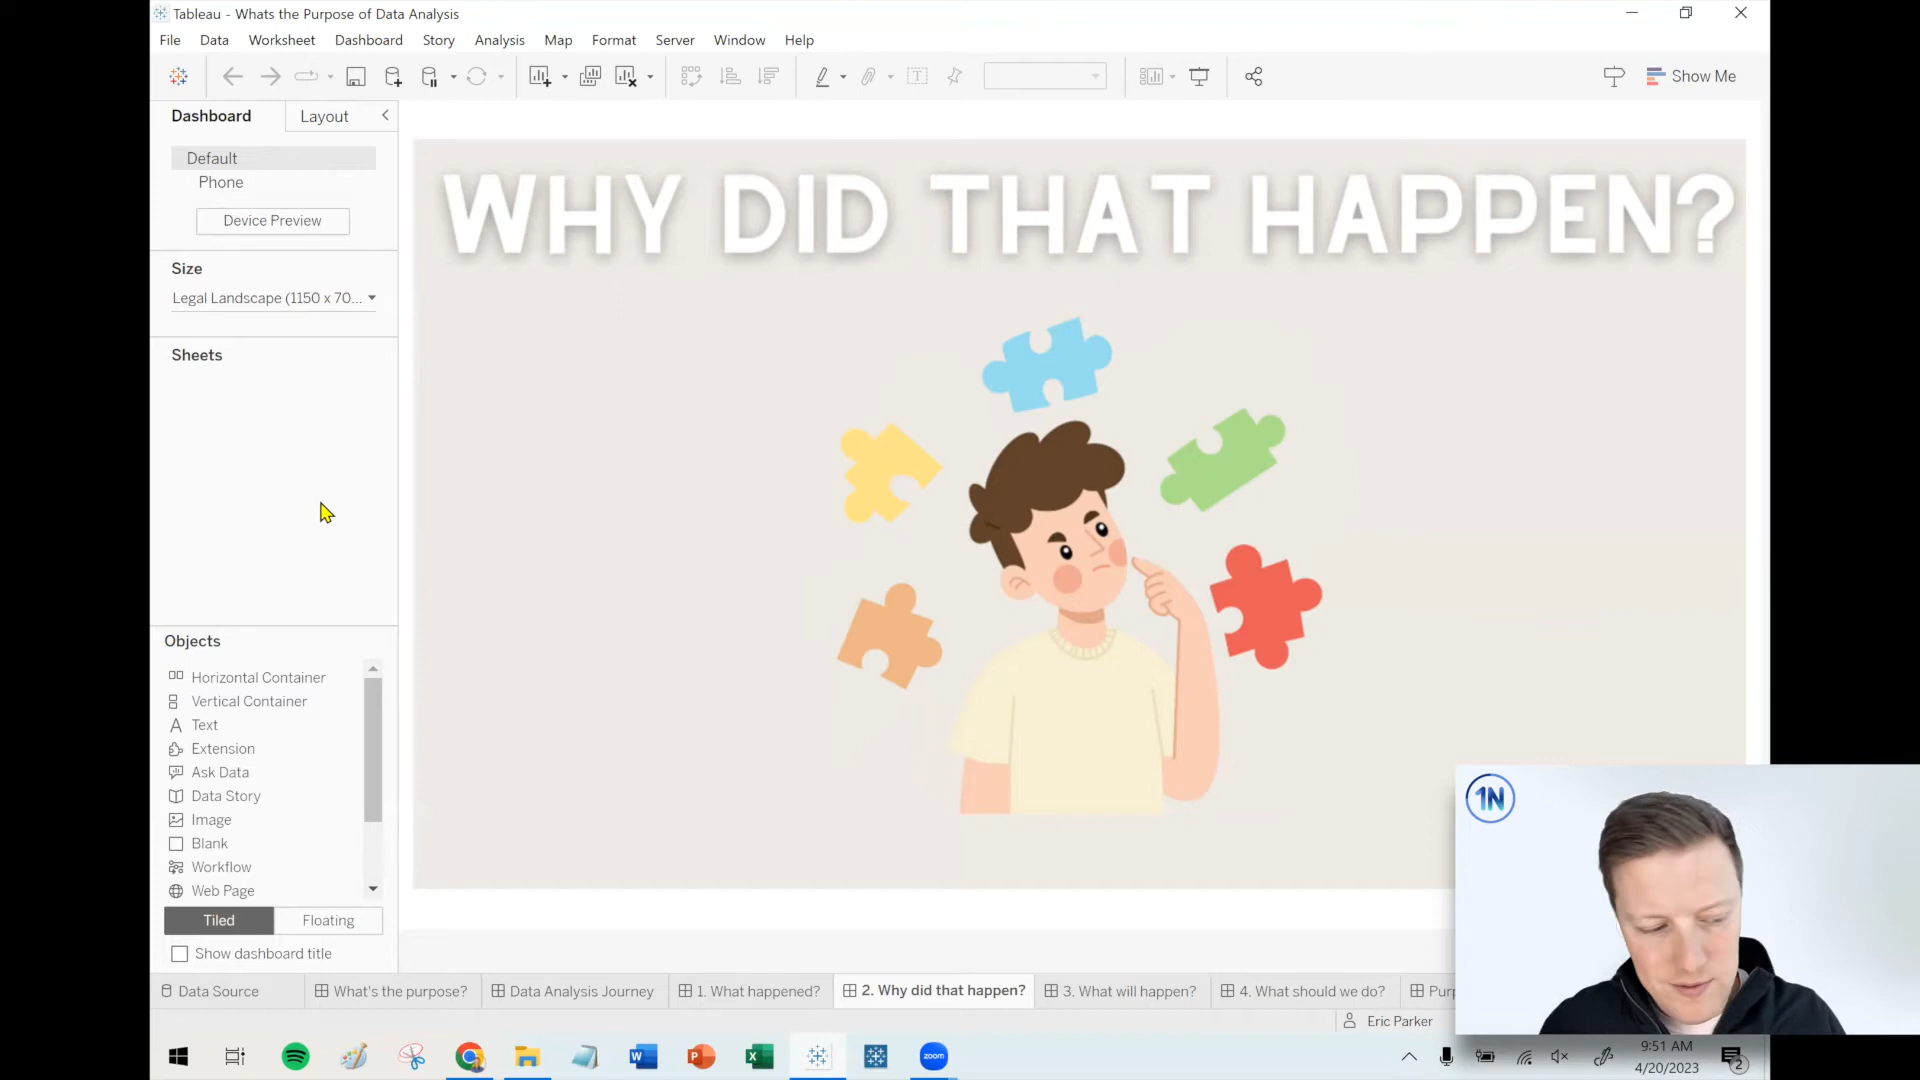 Tableau - Whats the Purpose of Data Analysis
File Data Worksheet Dashboard Story Analysis Map Format Server Window Help
Show Me
Dashboard Layout
Default
Phone
Device Preview
Size
Legal Landscape (1150 x 70...
Sheets
WHY DID THAT HAPPEN?
Objects
Horizontal Container
Vertical Container
Text
Extension
Ask Data
Data Story
Image
Blank
Workflow
Web Page
Tiled Floating
Show dashboard title
1N
Data Source What's the purpose? Data Analysis Journey 1. What happened? 2. Why did that happen? 3. What will happen? 4. What should we do?
Eric Parker
zoom
9:51 AM
4/20/2023
2